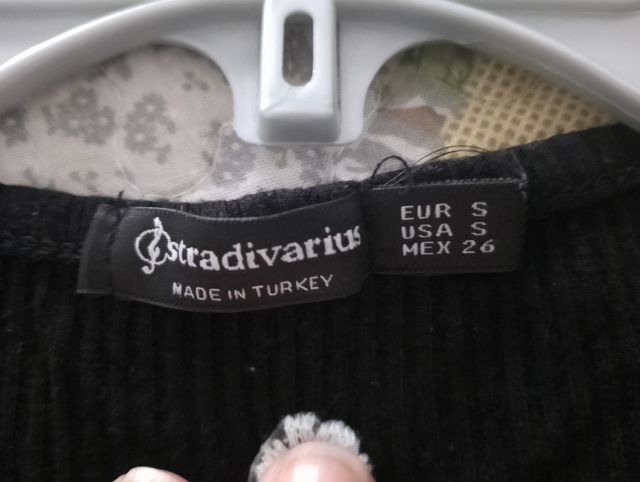 Stradivarius
MADE IN TURKEY
EUR S
USA S
MEX 26